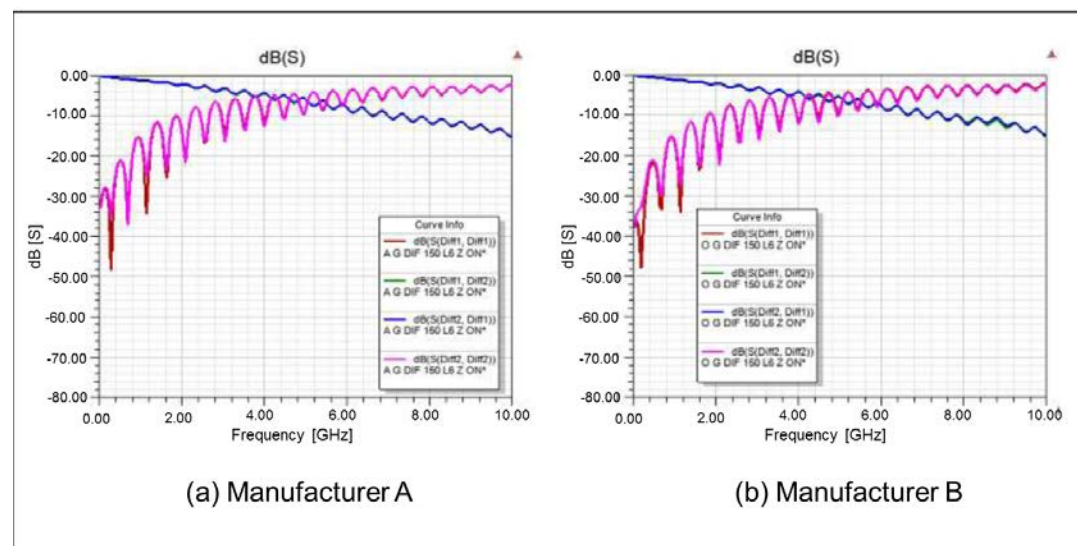 dB(S)
0.00
-10.00
-20.00
-30.00
-40.00
-50.00
-60.00
-70.00
-80.00
dB [S]
0.00 2.00 4.00 6.00 8.00 10.00
Frequency [GHz]
Curve Info
dB(S(Diff1, Diff1))
A G DIF 150 L6 Z ON*
dB(S(Diff1, Diff2))
A G DIF 150 L6 Z ON*
dB(S(Diff2, Diff1))
A G DIF 150 L6 Z ON*
dB(S(Diff2, Diff2))
A G DIF 150 L6 Z ON*
(a) Manufacturer A
dB(S)
0.00
-10.00
-20.00
-30.00
-40.00
-50.00
-60.00
-70.00
-80.00
dB [S]
0.00 2.00 4.00 6.00 8.00 10.00
Frequency [GHz]
Curve Info
dB(S(Diff1, Diff1))
O G DIF 150 L6 Z ON*
dB(S(Diff1, Diff2))
O G DIF 150 L6 Z ON*
dB(S(Diff2, Diff1))
O G DIF 150 L6 Z ON*
dB(S(Diff2, Diff2))
O G DIF 150 L6 Z ON*
(b) Manufacturer B